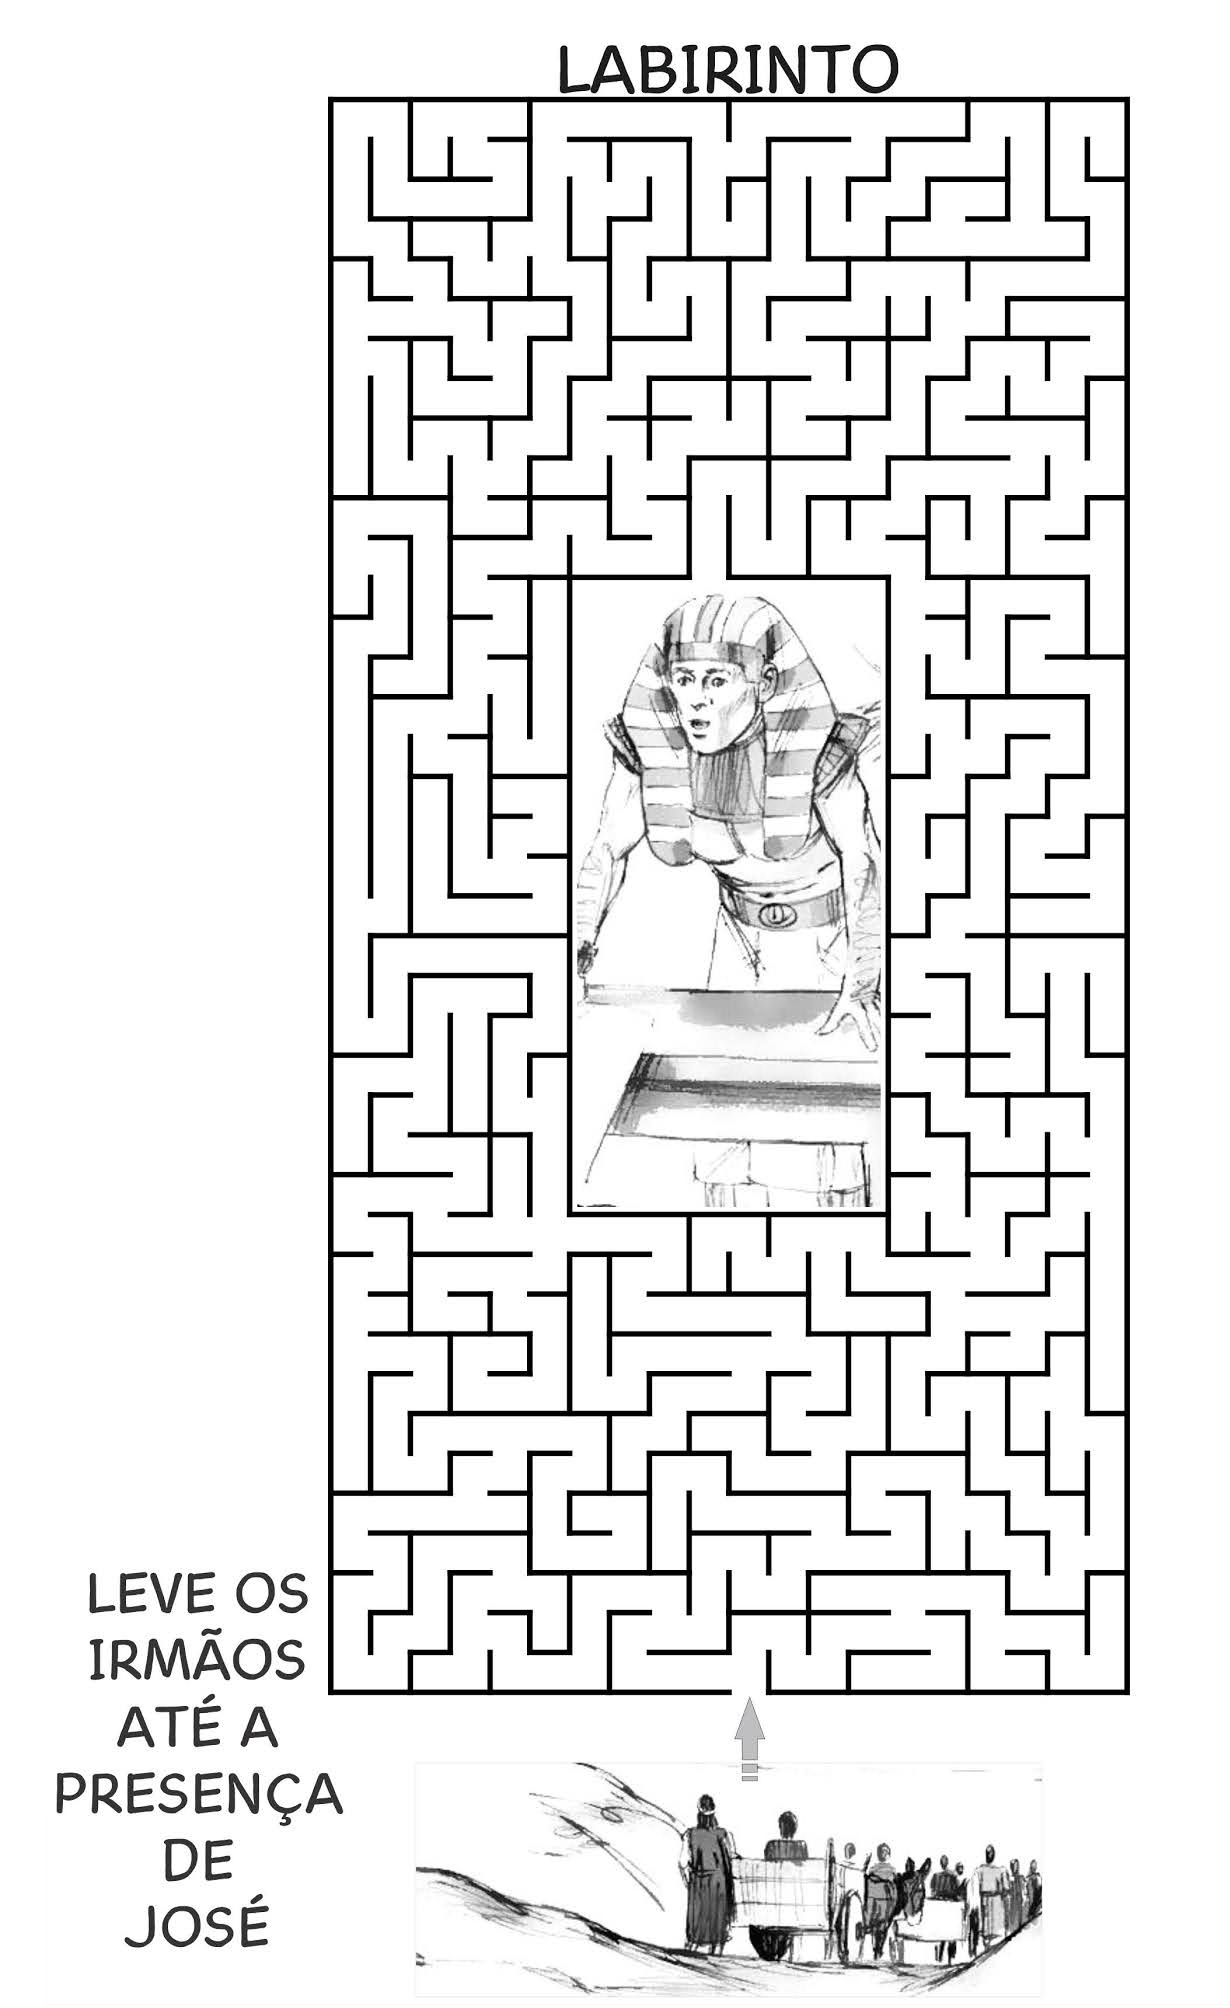 LABIRINTO
LEVE OS
IRMÃOS
ATÉ A
PRESENÇA
DE
JOSÉ